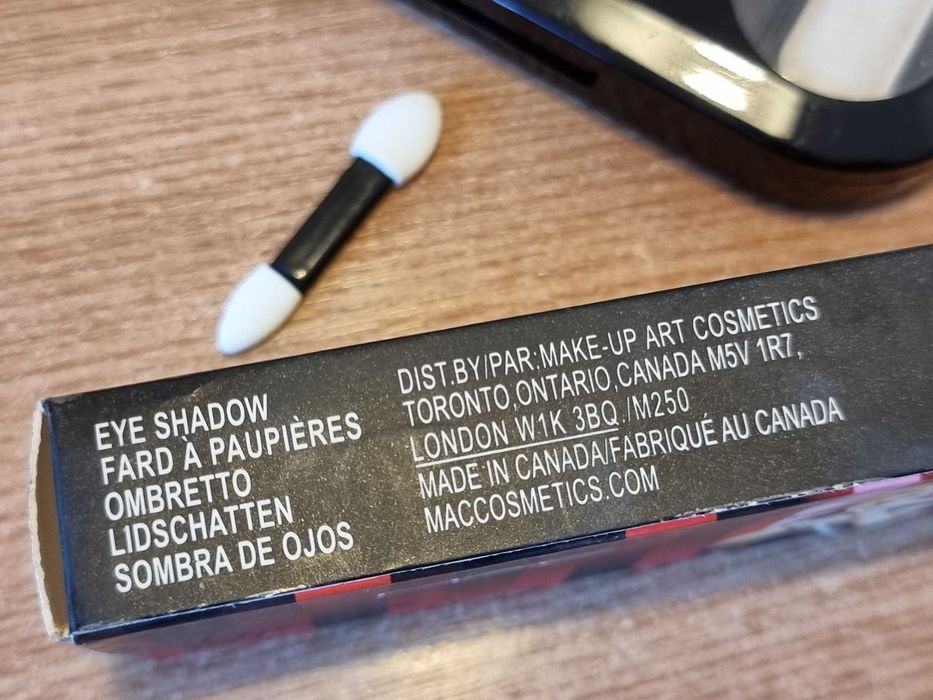 EYE SHADOW
FARD À PAUPIÈRES
OMBRETTO
LIDSCHATTEN
SOMBRA DE OJOS
DIST.BY/PAR:MAKE-UP ART COSMETICS
TORONTO,ONTARIO,CANADA M5V 1R7,
LONDON W1K 3BQ /M250
MADE IN CANADA/FABRIQUÉ AU CANADA
MACCOSMETICS.COM